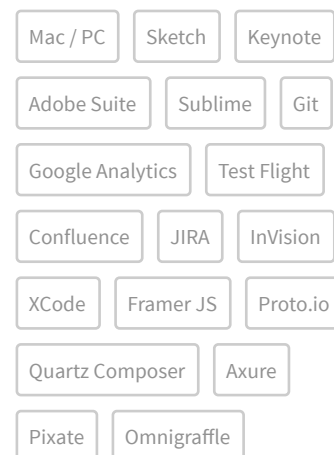 Mac / PC Sketch Keynote
Adobe Suite Sublime Git
Google Analytics Test Flight
Confluence JIRA InVision
XCode Framer JS Proto.io
Quartz Composer Axure
Pixate Omnigraffle